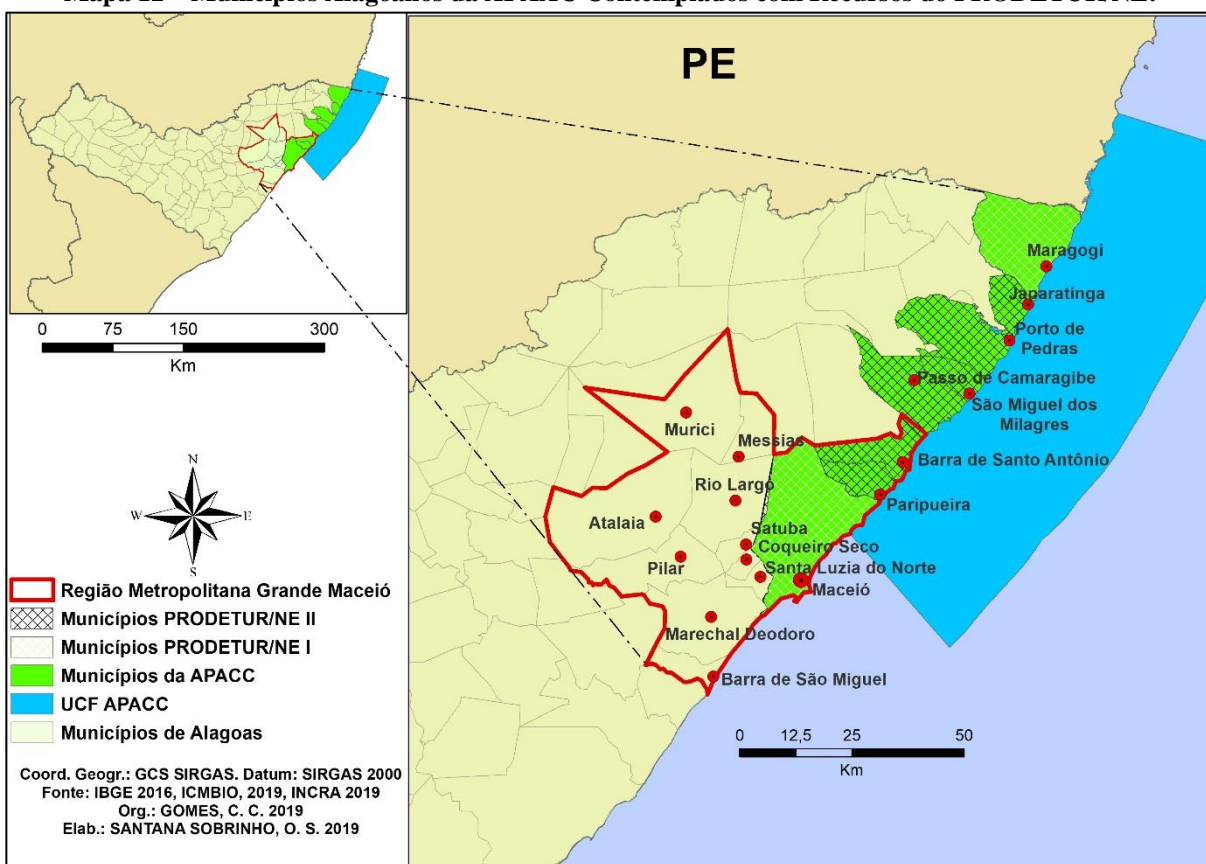 Municípios Alagoanos da Contemplados com Recursos do PRODETUR/NE.
PE
0 75 150 300
Km
N
W E
S
Região Metropolitana Grande Maceió
Municípios PRODETUR/NE II
Municípios PRODETUR/NE I
Municípios da APACC
UCF APACC
Municípios de Alagoas
Coord. Geogr.: GCS SIRGAS. Datum: SIRGAS 2000
Fonte: IBGE 2016, ICMBIO, 2019, INCRA 2019
Org.: GOMES, C. C. 2019
Elab.: SANTANA SOBRINHO, O. S. 2019
Maragogi
Japaratinga
Porto de
Pedras
Passo de Camaragibe
São Miguel dos
Milagres
Murici
Messias
Barra de Santo Antônio
Rio Largo
Paripueira
Atalaia
Satuba
Coqueiro Seco
Pilar
Santa Luzia do Norte
Maceió
Marechal Deodoro
Barra de São Miguel
0 12,5 25 50
Km